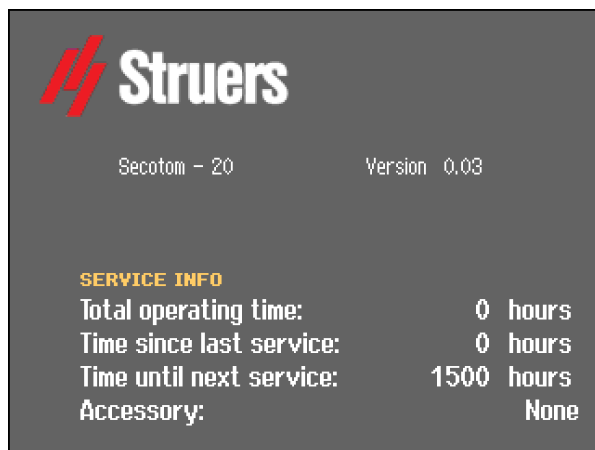 Struers
Secotom - 20 Version 0.03
SERVICE INFO
Total operating time: 0 hours
Time since last service: 0 hours
Time until next service: 1500 hours
Accessory: None